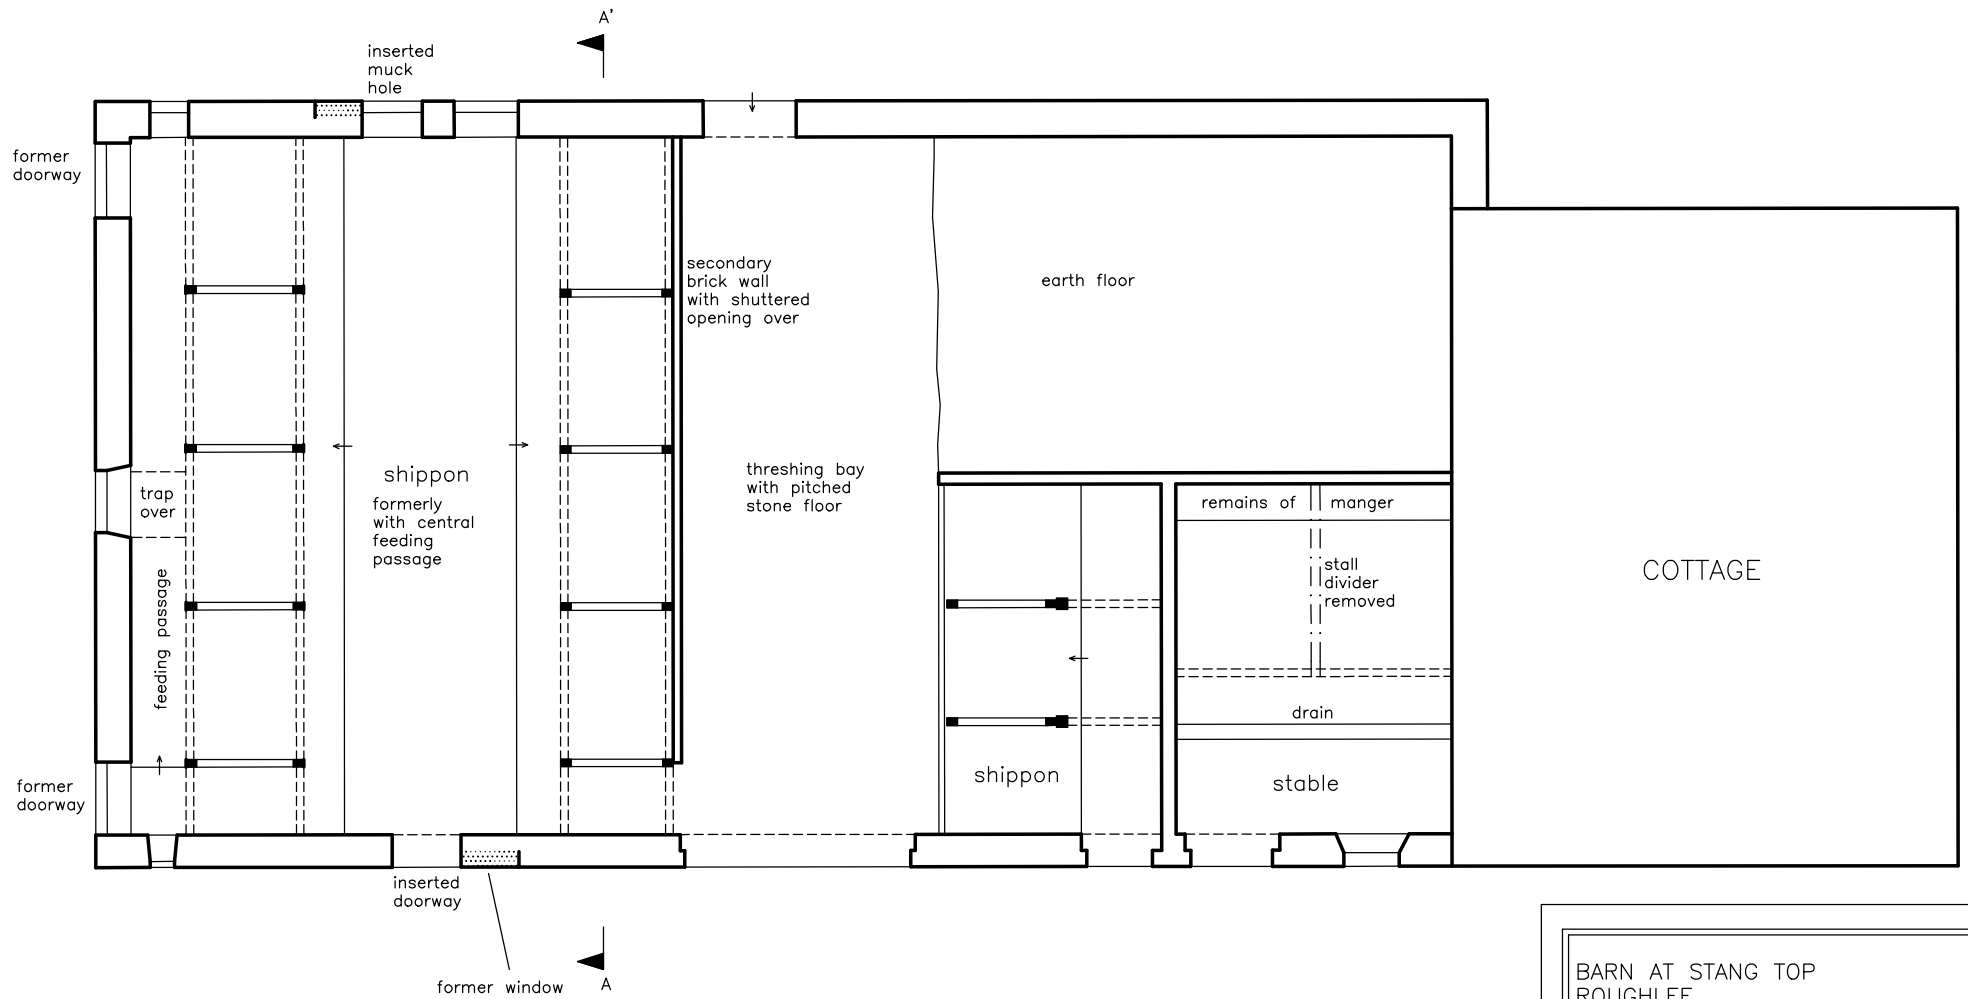 A'
inserted
muck
hole
former
doorway
secondary
brick wall
with shuttered
opening over
earth floor
shippon
formerly
with central
feeding
passage
threshing bay
with pitched
stone floor
trap
over
remains of manger
stall
divider
removed
COTTAGE
feeding passage
drain
shippon
stable
former
doorway
inserted
doorway
former window
A
BARN AT STANG TOP
ROUGHLEE